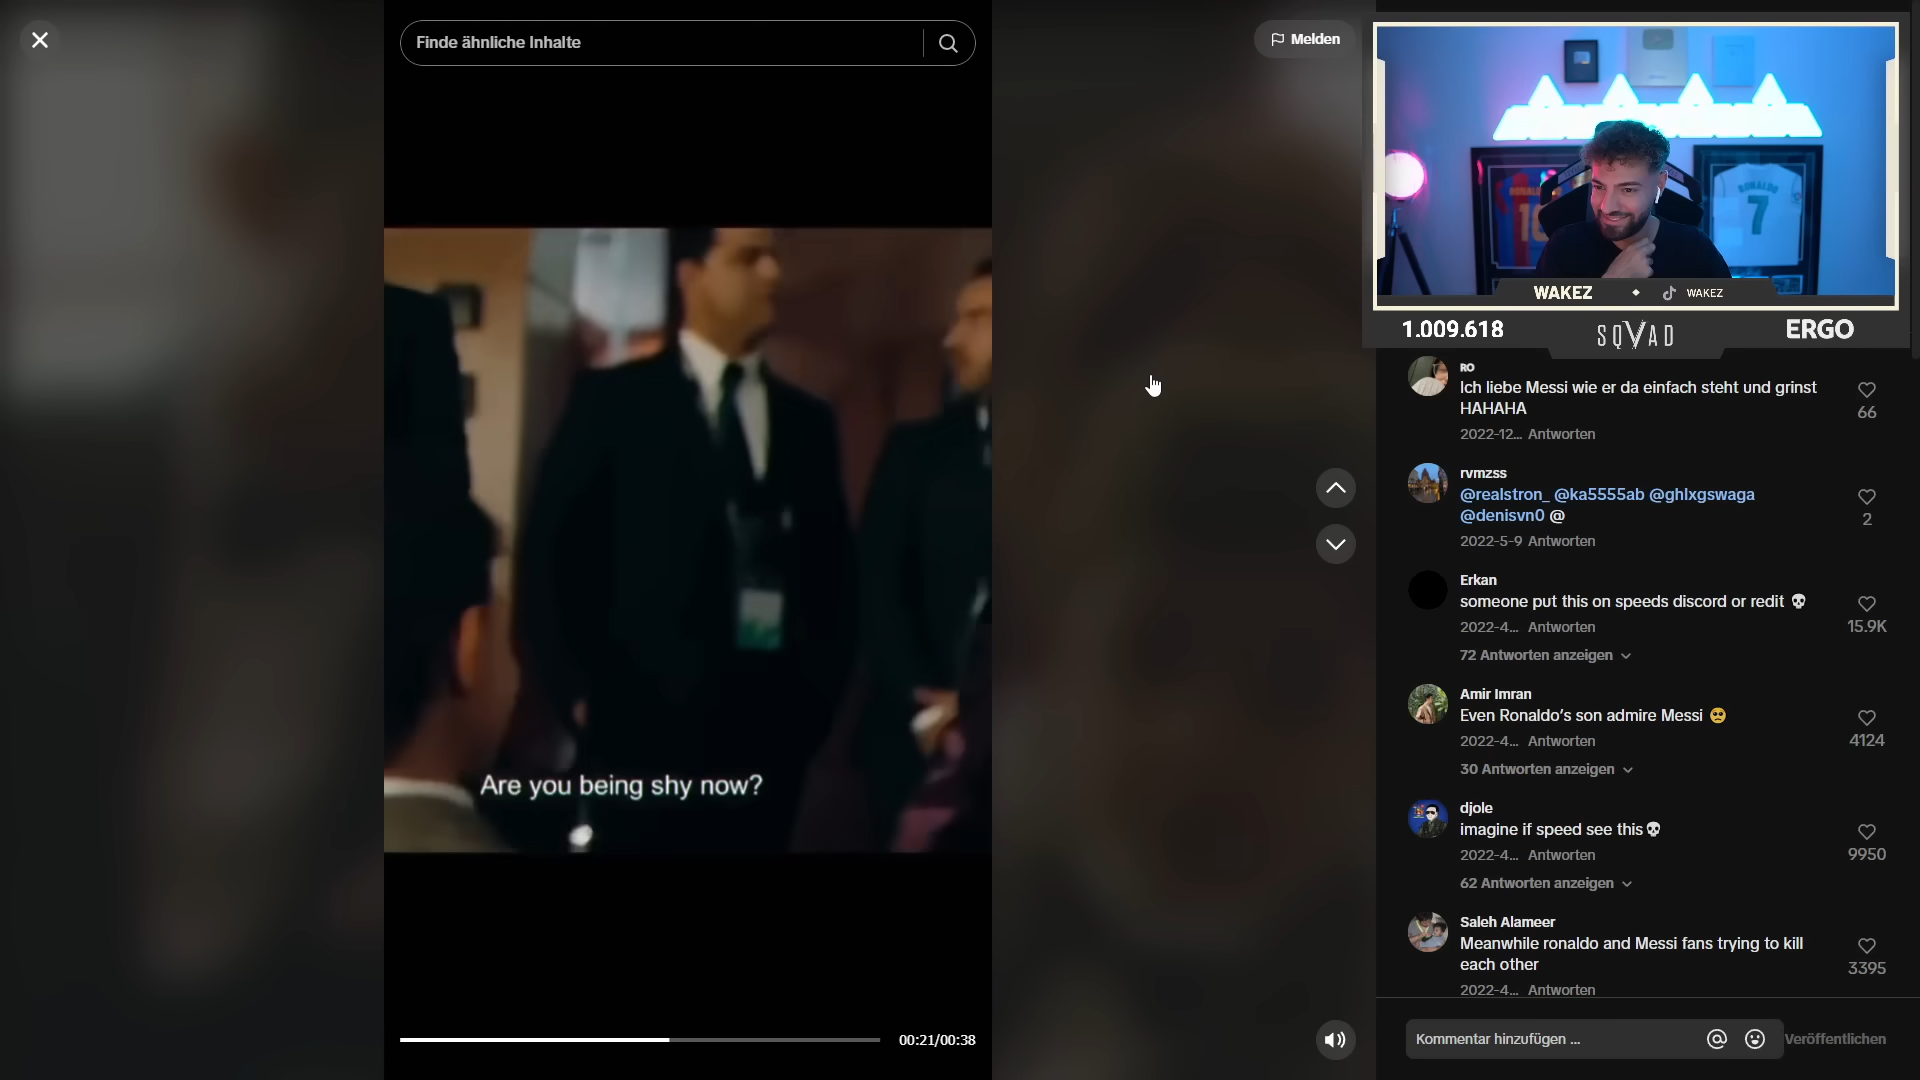 Finde ähnliche Inhalte
Melden
Are you being shy now?
00:21/00:38
RONALDO
10
RONALDO
7
WAKEZ
WAKEZ
1.009.618
SQVAD
ERGO
RO
Ich liebe Messi wie er da einfach steht und grinst
HAHAHA
66
2022-12... Antworten
rvmzss
@realstron_ @ka5555ab @ghlxgswaga
@denisvn0 @
2
2022-5-9 Antworten
Erkan
someone put this on speeds discord or redit 💀
15.9K
2022-4... Antworten
72 Antworten anzeigen
Amir Imran
Even Ronaldo's son admire Messi 🥺
4124
2022-4... Antworten
30 Antworten anzeigen
djole
imagine if speed see this💀
9950
2022-4... Antworten
62 Antworten anzeigen
Saleh Alameer
Meanwhile ronaldo and Messi fans trying to kill
each other
3395
2022-4... Antworten
Kommentar hinzufügen ...
Veröffentlichen